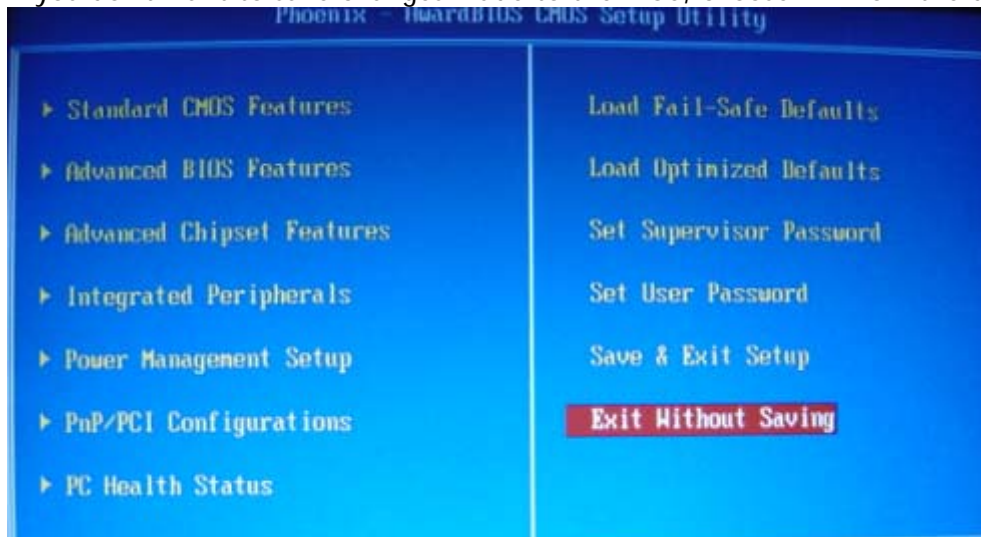 Phoenix - AwardBIOS CMOS Setup Utility
▸ Standard CMOS Features
▸ Advanced BIOS Features
▸ Advanced Chipset Features
▸ Integrated Peripherals
▸ Power Management Setup
▸ PnP/PCI Configurations
▸ PC Health Status
Load Fail-Safe Defaults
Load Optimized Defaults
Set Supervisor Password
Set User Password
Save & Exit Setup
Exit Without Saving